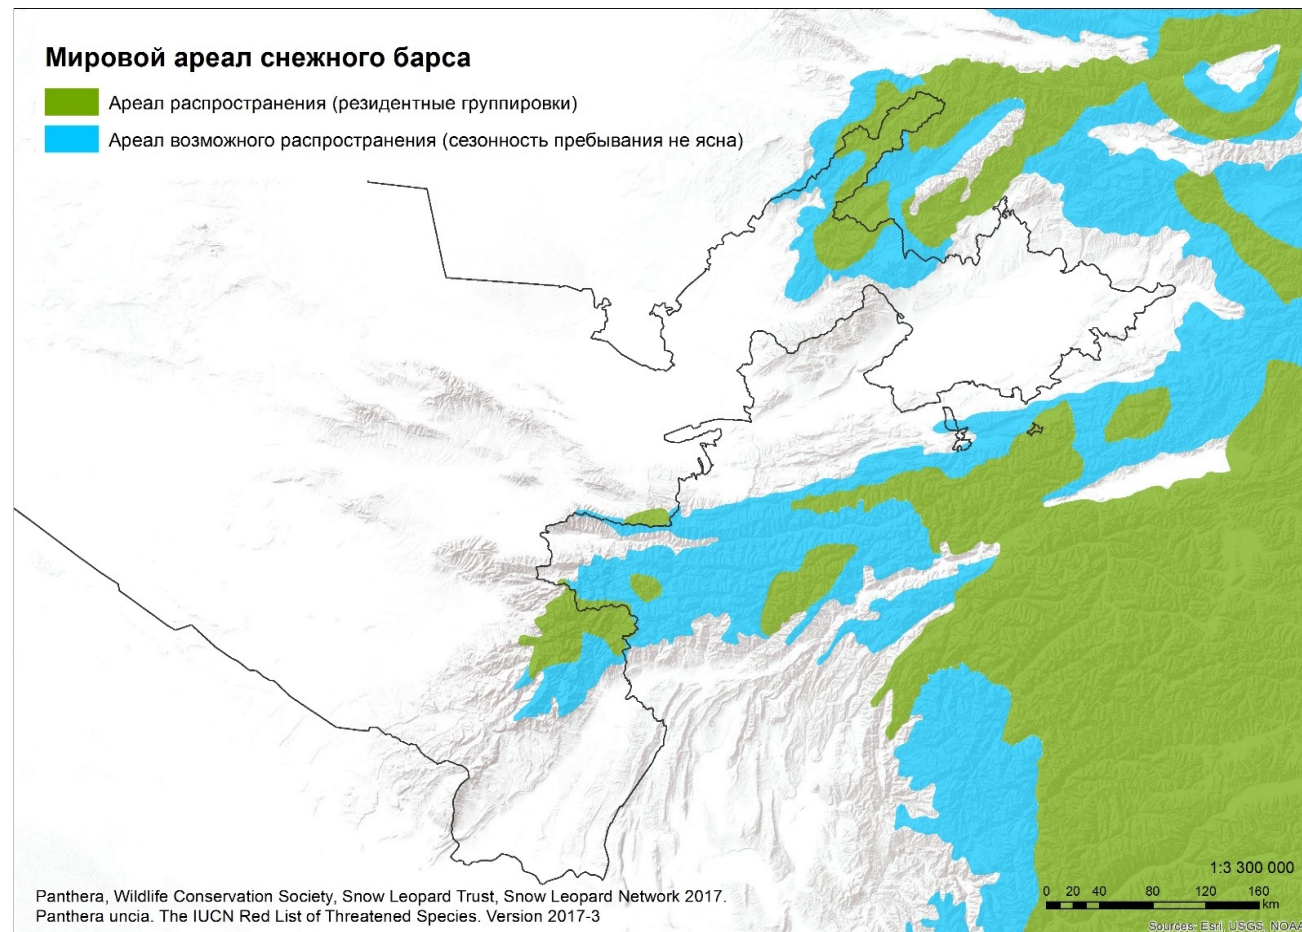 Мировой ареал снежного барса
Ареал распространения (резидентные группировки)
Ареал возможного распространения (сезонность пребывания не ясна)
1:3 300 000
0 20 40 80 120 160
km
Panthera, Wildlife Conservation Society, Snow Leopard Trust, Snow Leopard Network 2017.
Panthera uncia. The IUCN Red List of Threatened Species. Version 2017-3
Sources: Esri, USGS, NOAA